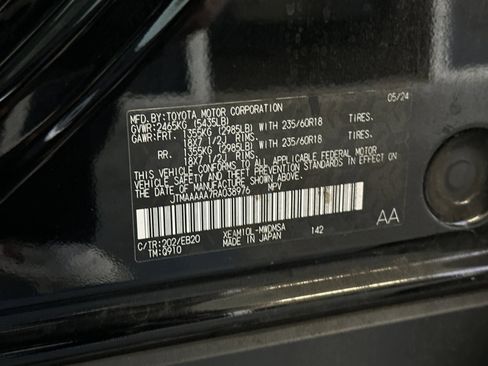 MFD.BY:TOYOTA MOTOR CORPORATION 05/24
GVWR:2465KG (5435LB)
GAWR:FRT. 1355KG (2985LB) WITH 235/60R18 TIRES.
18X7 1/2J RIMS.
RR. 1355KG (2985LB) WITH 235/60R18 TIRES.
18X7 1/2J RIMS.
THIS VEHICLE CONFORMS TO ALL APPLICABLE FEDERAL MOTOR
VEHICLE SAFETY AND THEFT PREVENTION STANDARDS IN EFFECT
ON THE DATE OF MANUFACTURE SHOWN ABOVE.
JTMAAAAA7RA038976 MPV
AA
C/TR:202/EB20 XEAM10L-MWDMSA 142
TM:Q910 MADE IN JAPAN